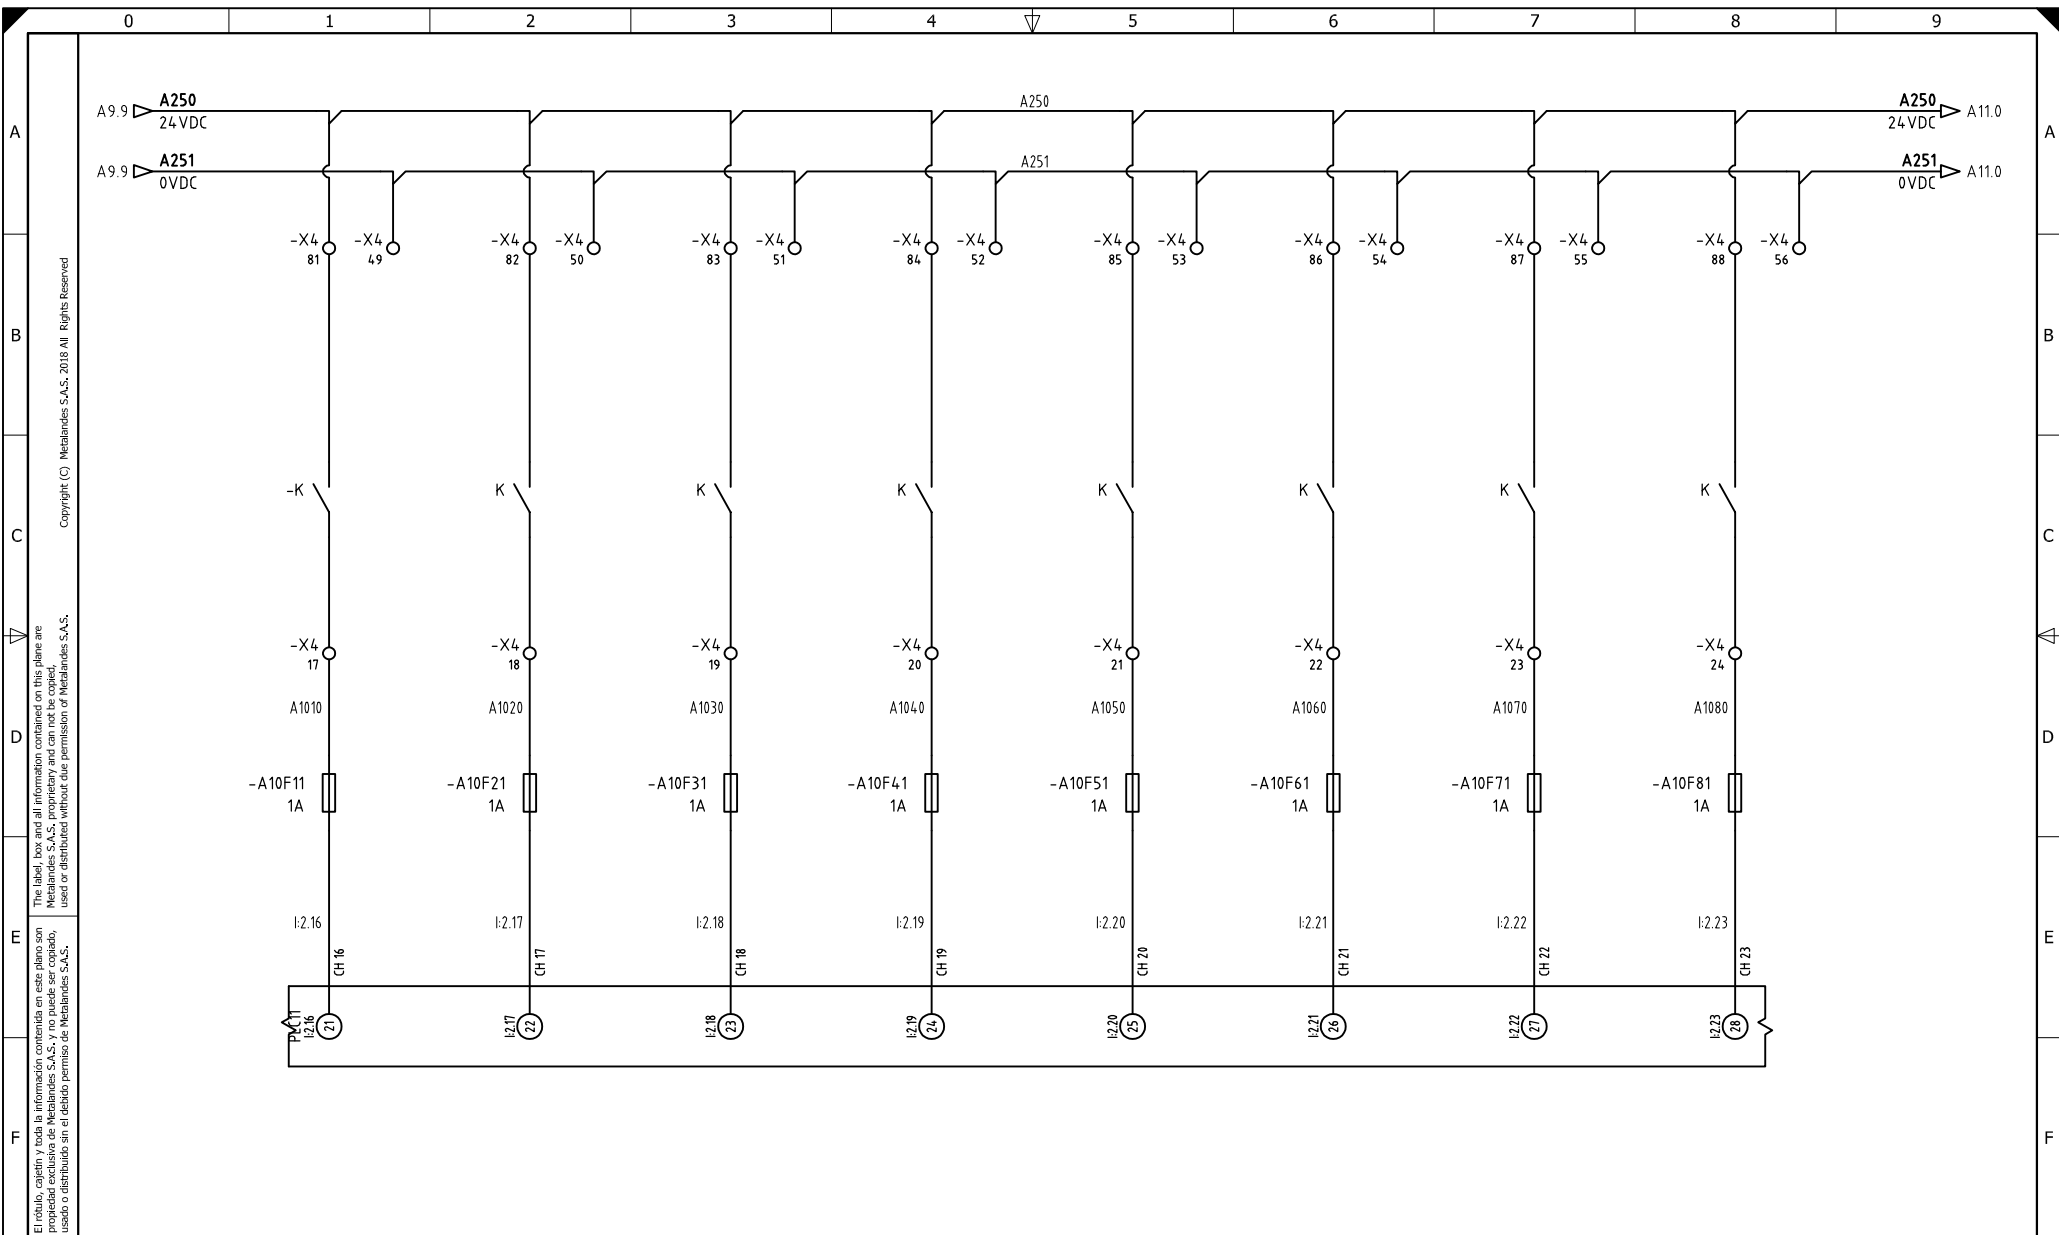 0 1 2 3 4 5 6 7 8 9
A9.9 A250 A250 A250 A11.0
24VDC 24VDC
A A
A9.9 A251 A251 A251 A11.0
0VDC 0VDC
-X4 -X4 -X4 -X4 -X4 -X4 -X4 -X4 -X4 -X4 -X4 -X4 -X4 -X4 -X4 -X4
81 49 82 50 83 51 84 52 85 53 86 54 87 55 88 56
B B
-K K K K K K K K
C C
-X4 -X4 -X4 -X4 -X4 -X4 -X4 -X4
17 18 19 20 21 22 23 24
A1010 A1020 A1030 A1040 A1050 A1060 A1070 A1080
D D
-A10F11 -A10F21 -A10F31 -A10F41 -A10F51 -A10F61 -A10F71 -A10F81
1A 1A 1A 1A 1A 1A 1A 1A
I:2.16 I:2.17 I:2.18 I:2.19 I:2.20 I:2.21 I:2.22 I:2.23
E E
CH 16 CH 17 CH 18 CH 19 CH 20 CH 21 CH 22 CH 23
PLC11
I:2.16 I:2.17 I:2.18 I:2.19 I:2.20 I:2.21 I:2.22 I:2.23
21 22 23 24 25 26 27 28
F F
Copyright (C) Metalandes S.A.S. 2018 All Rights Reserved
The label, box and all information contained on this plane are
Metalandes S.A.S. proprietary and can not be copied,
used or distributed without due permission of Metalandes S.A.S.
El rótulo, cajetín y toda la información contenida en este plano son
propiedad exclusiva de Metalandes S.A.S. y no puede ser copiado,
usado o distribuido sin el debido permiso de Metalandes S.A.S.